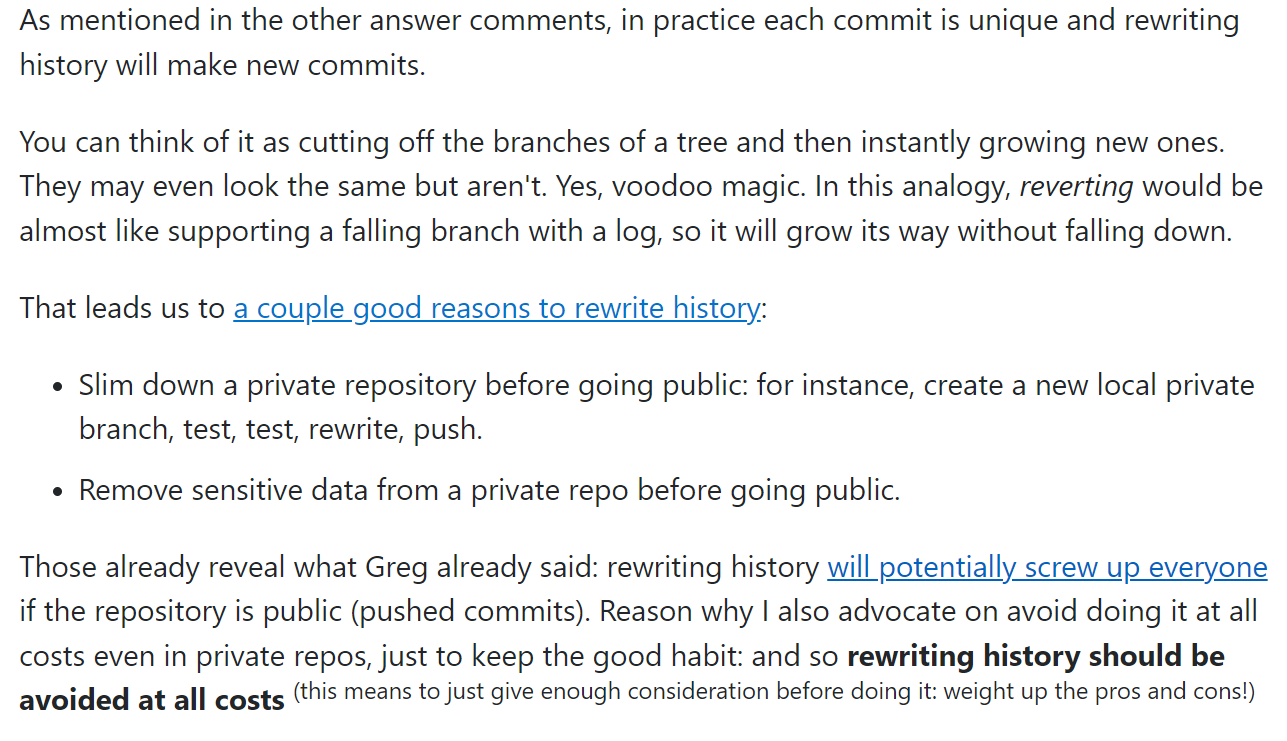 As mentioned in the other answer comments, in practice each commit is unique and rewriting
history will make new commits.
You can think of it as cutting off the branches of a tree and then instantly growing new ones.
They may even look the same but aren't. Yes, voodoo magic. In this analogy, reverting would be
almost like supporting a falling branch with a log, so it will grow its way without falling down.
That leads us to a couple good reasons to rewrite history:
• Slim down a private repository before going public: for instance, create a new local private
branch, test, test, rewrite, push.
• Remove sensitive data from a private repo before going public.
Those already reveal what Greg already said: rewriting history will potentially screw up everyone
if the repository is public (pushed commits). Reason why I also advocate on avoid doing it at all
costs even in private repos, just to keep the good habit: and so rewriting history should be
avoided at all costs (this means to just give enough consideration before doing it: weight up the pros and cons!)